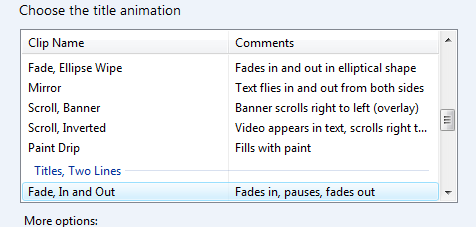 Choose the title animation
Clip Name Comments
Fade, Ellipse Wipe Fades in and out in elliptical shape
Mirror Text flies in and out from both sides
Scroll, Banner Banner scrolls right to left (overlay)
Scroll, Inverted Video appears in text, scrolls right t...
Paint Drip Fills with paint
Titles, Two Lines
Fade, In and Out Fades in, pauses, fades out
More options: